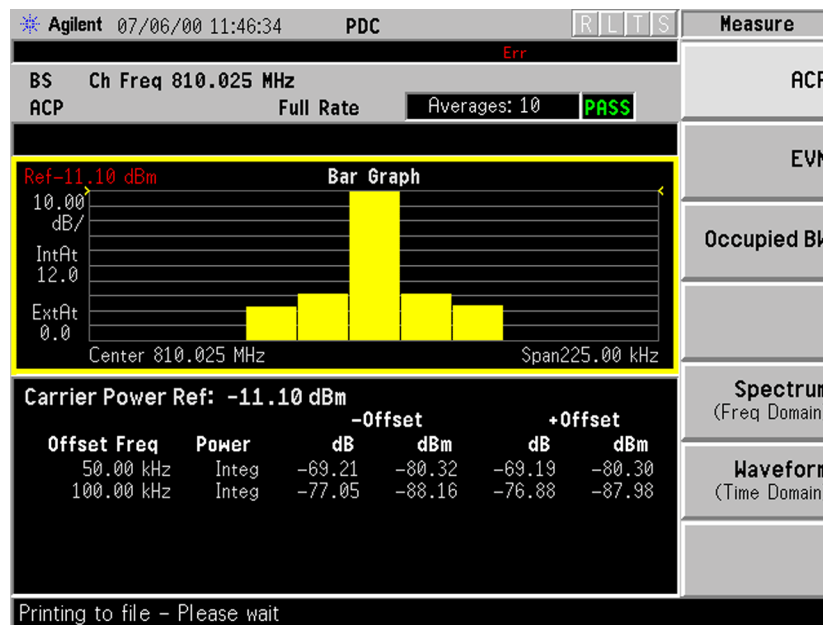 Agilent 07/06/00 11:46:34 PDC R L T S Measure
Err
BS Ch Freq 810.025 MHz
ACP Full Rate Averages: 10 PASS
ACP
EVM
Ref-11.10 dBm Bar Graph
10.00
dB/
IntAt
12.0
ExtAt
0.0
Center 810.025 MHz Span225.00 kHz
Occupied BW
Carrier Power Ref: -11.10 dBm
-Offset +Offset
Offset Freq Power dB dBm dB dBm
50.00 kHz Integ -69.21 -80.32 -69.19 -80.30
100.00 kHz Integ -77.05 -88.16 -76.88 -87.98
Spectrum
(Freq Domain
Waveform
(Time Domain
Printing to file - Please wait